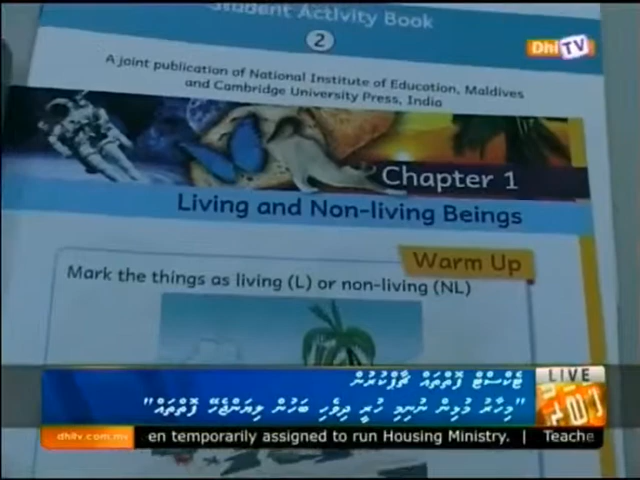 Student Activity Book
2
DhiTV
A joint publication of National Institute of Education, Maldives
and Cambridge University Press, India
Chapter 1
Living and Non-living Beings
Warm Up
Mark the things as living (L) or non-living (NL)
ޓެކްސްޓް ފޮތްތައް ޗާޕްކުރުން
LIVE
"މިހާރު މުޅިން ނުނިމި ހުރީ ދިވެހި ބަހުން ލިޔަންޖެހޭ ފޮތްތައް"
dhitv.com.mv
en temporarily assigned to run Housing Ministry. | Teache